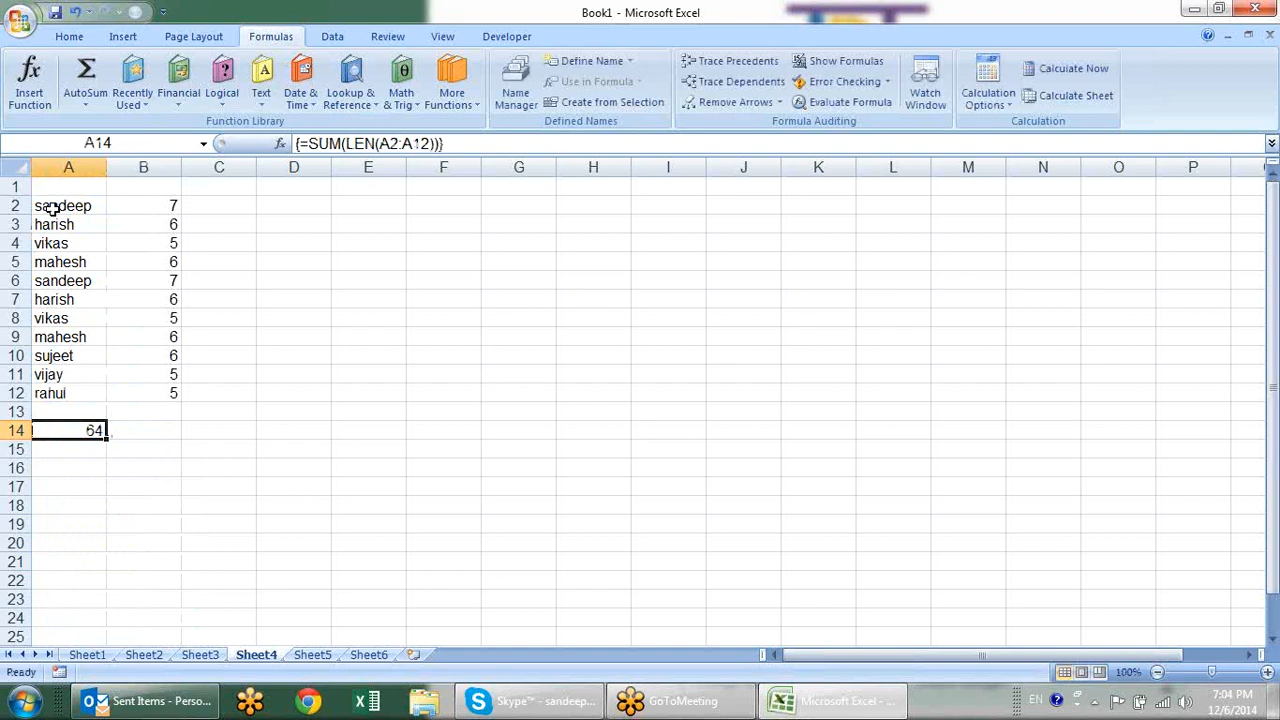 Book1 - Microsoft Excel
Home Insert Page Layout Formulas Data Review View Developer
Insert Function
AutoSum
Recently Used
Financial
Logical
Text
Date & Time
Lookup & Reference
Math & Trig
More Functions
Function Library
Name Manager
Define Name
Use in Formula
Create from Selection
Defined Names
Trace Precedents
Trace Dependents
Remove Arrows
Show Formulas
Error Checking
Evaluate Formula
Formula Auditing
Watch Window
Calculation Options
Calculate Now
Calculate Sheet
Calculation
A14 fx {=SUM(LEN(A2:A12))}
A B C D E F G H I J K L M N O P
1
2 sandeep 7
3 harish 6
4 vikas 5
5 mahesh 6
6 sandeep 7
7 harish 6
8 vikas 5
9 mahesh 6
10 sujeet 6
11 vijay 5
12 rahul 5
13
14 64
15
16
17
18
19
20
21
22
23
24
25
Sheet1 Sheet2 Sheet3 Sheet4 Sheet5 Sheet6
Ready 100%
Sent Items - Perso... Skype™ - sandeep... GoToMeeting Microsoft Excel - ... EN 7:04 PM
12/6/2014